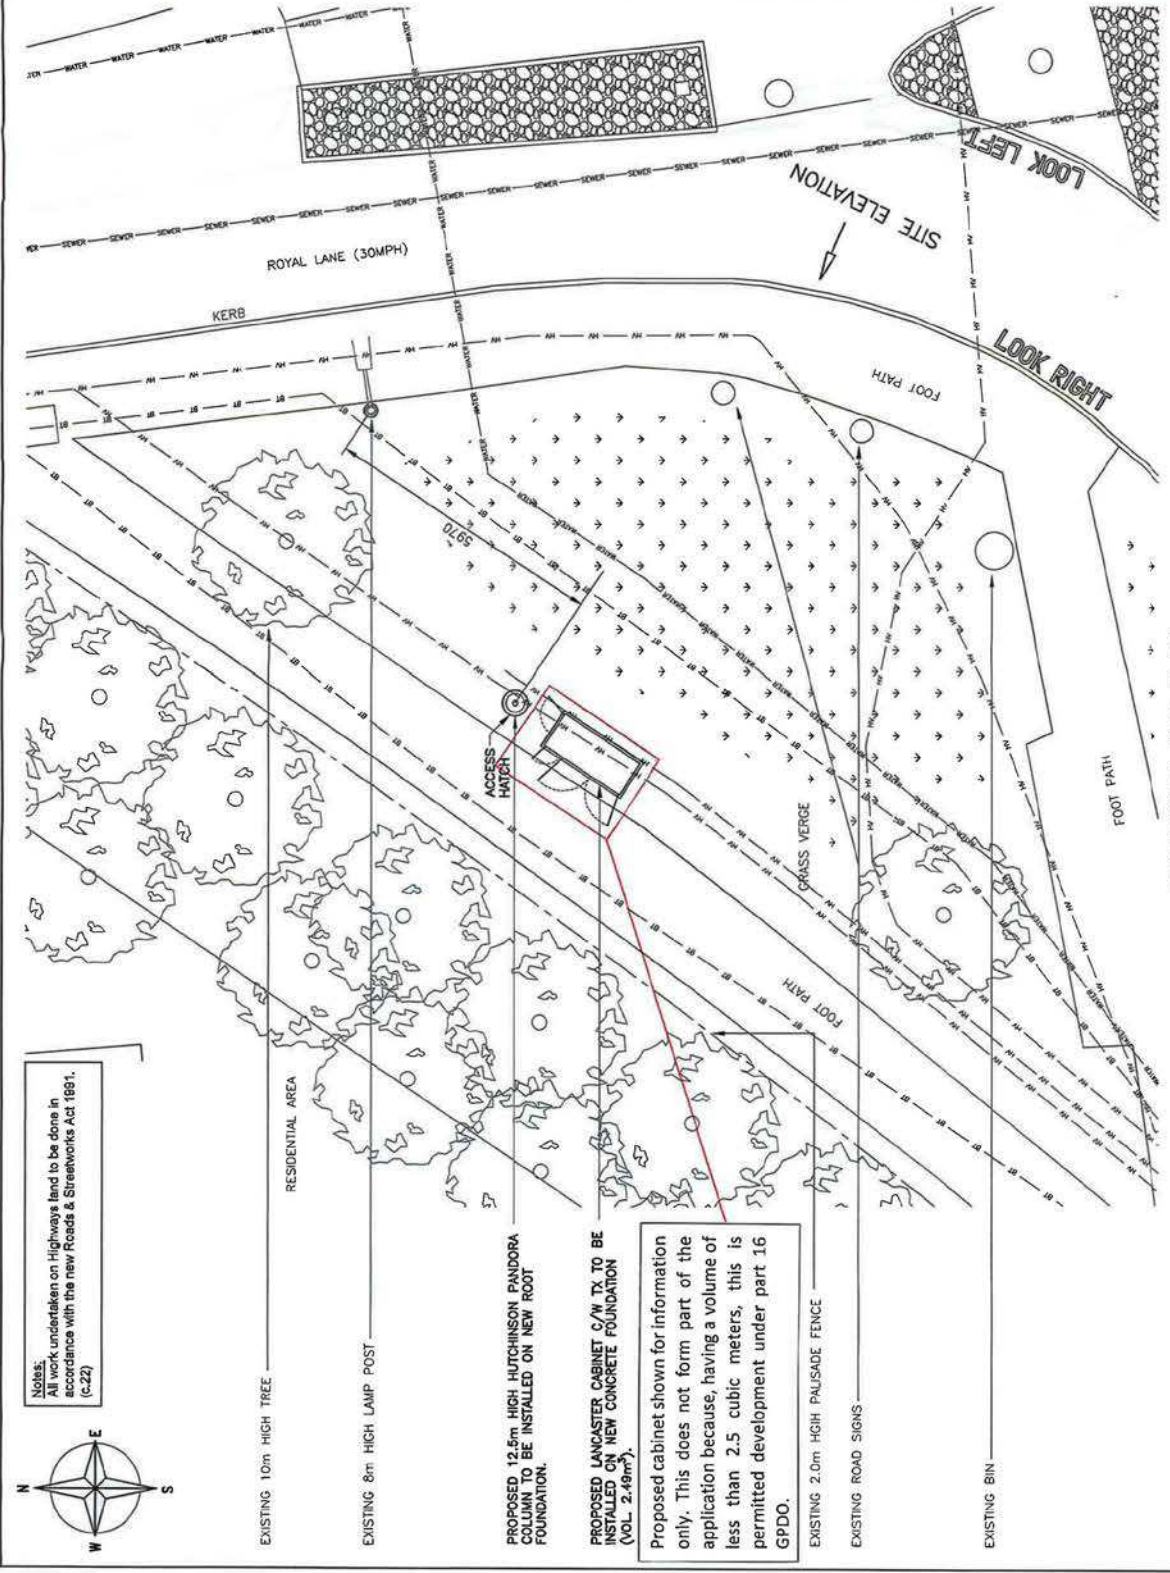 Notes:
All work undertaken on Highways land to be done in
accordance with the new Roads & Streetworks Act 1991.
(c.22)
N
W
E
S
EXISTING 10m HIGH TREE
RESIDENTIAL AREA
EXISTING 8m HIGH LAMP POST
PROPOSED 12.5m HIGH HUTCHINSON PANDORA
COLUMN TO BE INSTALLED ON NEW ROOT
FOUNDATION.
PROPOSED LANCASTER CABINET C/W TX TO BE
INSTALLED ON NEW CONCRETE FOUNDATION
(VOL 2.49m³).
Proposed cabinet shown for information
only. This does not form part of the
application because, having a volume of
less than 2.5 cubic meters, this is
permitted development under part 16
GPDO.
EXISTING 2.0m HGIH PALISADE FENCE
EXISTING ROAD SIGNS
EXISTING BIN
ACCESS
HATCH
5970
GRASS VERGE
FOOT PATH
FOOT PATH
FOOT PATH
KERB
ROYAL LANE (30MPH)
SITE ELEVATION
LOOK LEFT
LOOK RIGHT
WATER
SEWER
HV
BT